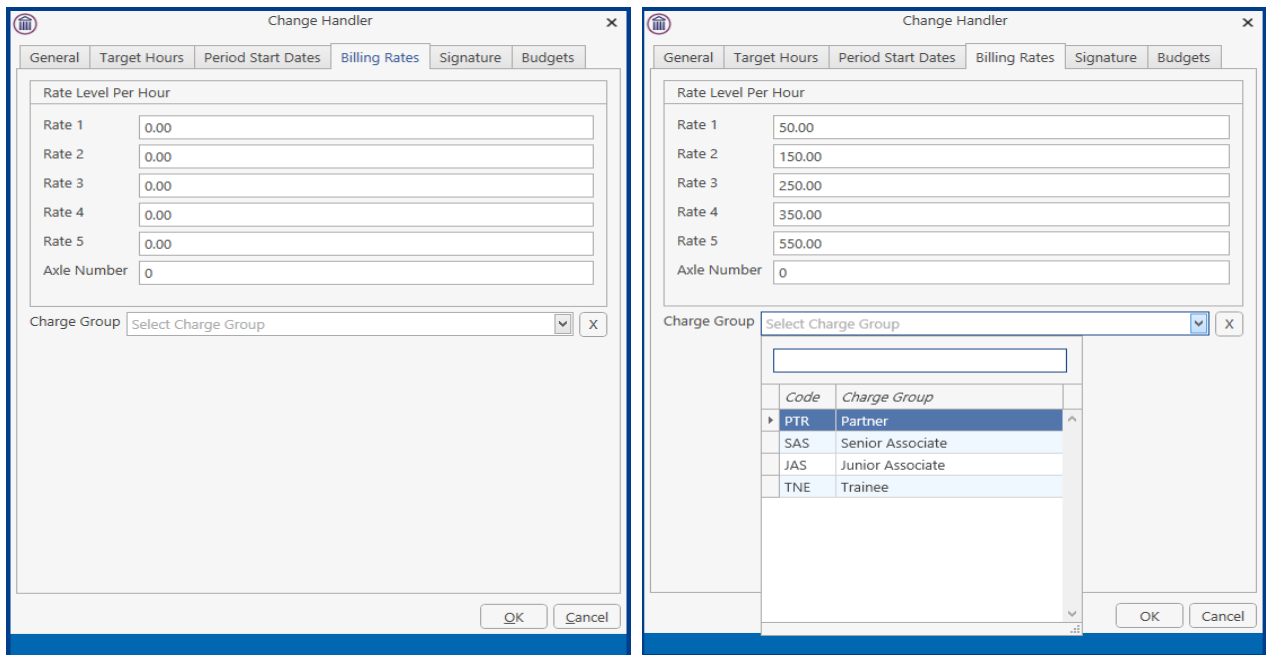 Change Handler
×
General Target Hours Period Start Dates Billing Rates Signature Budgets
Rate Level Per Hour
Rate 1 0.00
Rate 2 0.00
Rate 3 0.00
Rate 4 0.00
Rate 5 0.00
Axle Number 0
Charge Group Select Charge Group X
OK Cancel
Change Handler
×
General Target Hours Period Start Dates Billing Rates Signature Budgets
Rate Level Per Hour
Rate 1 50.00
Rate 2 150.00
Rate 3 250.00
Rate 4 350.00
Rate 5 550.00
Axle Number 0
Charge Group Select Charge Group X
Code Charge Group
PTR Partner
SAS Senior Associate
JAS Junior Associate
TNE Trainee
OK Cancel